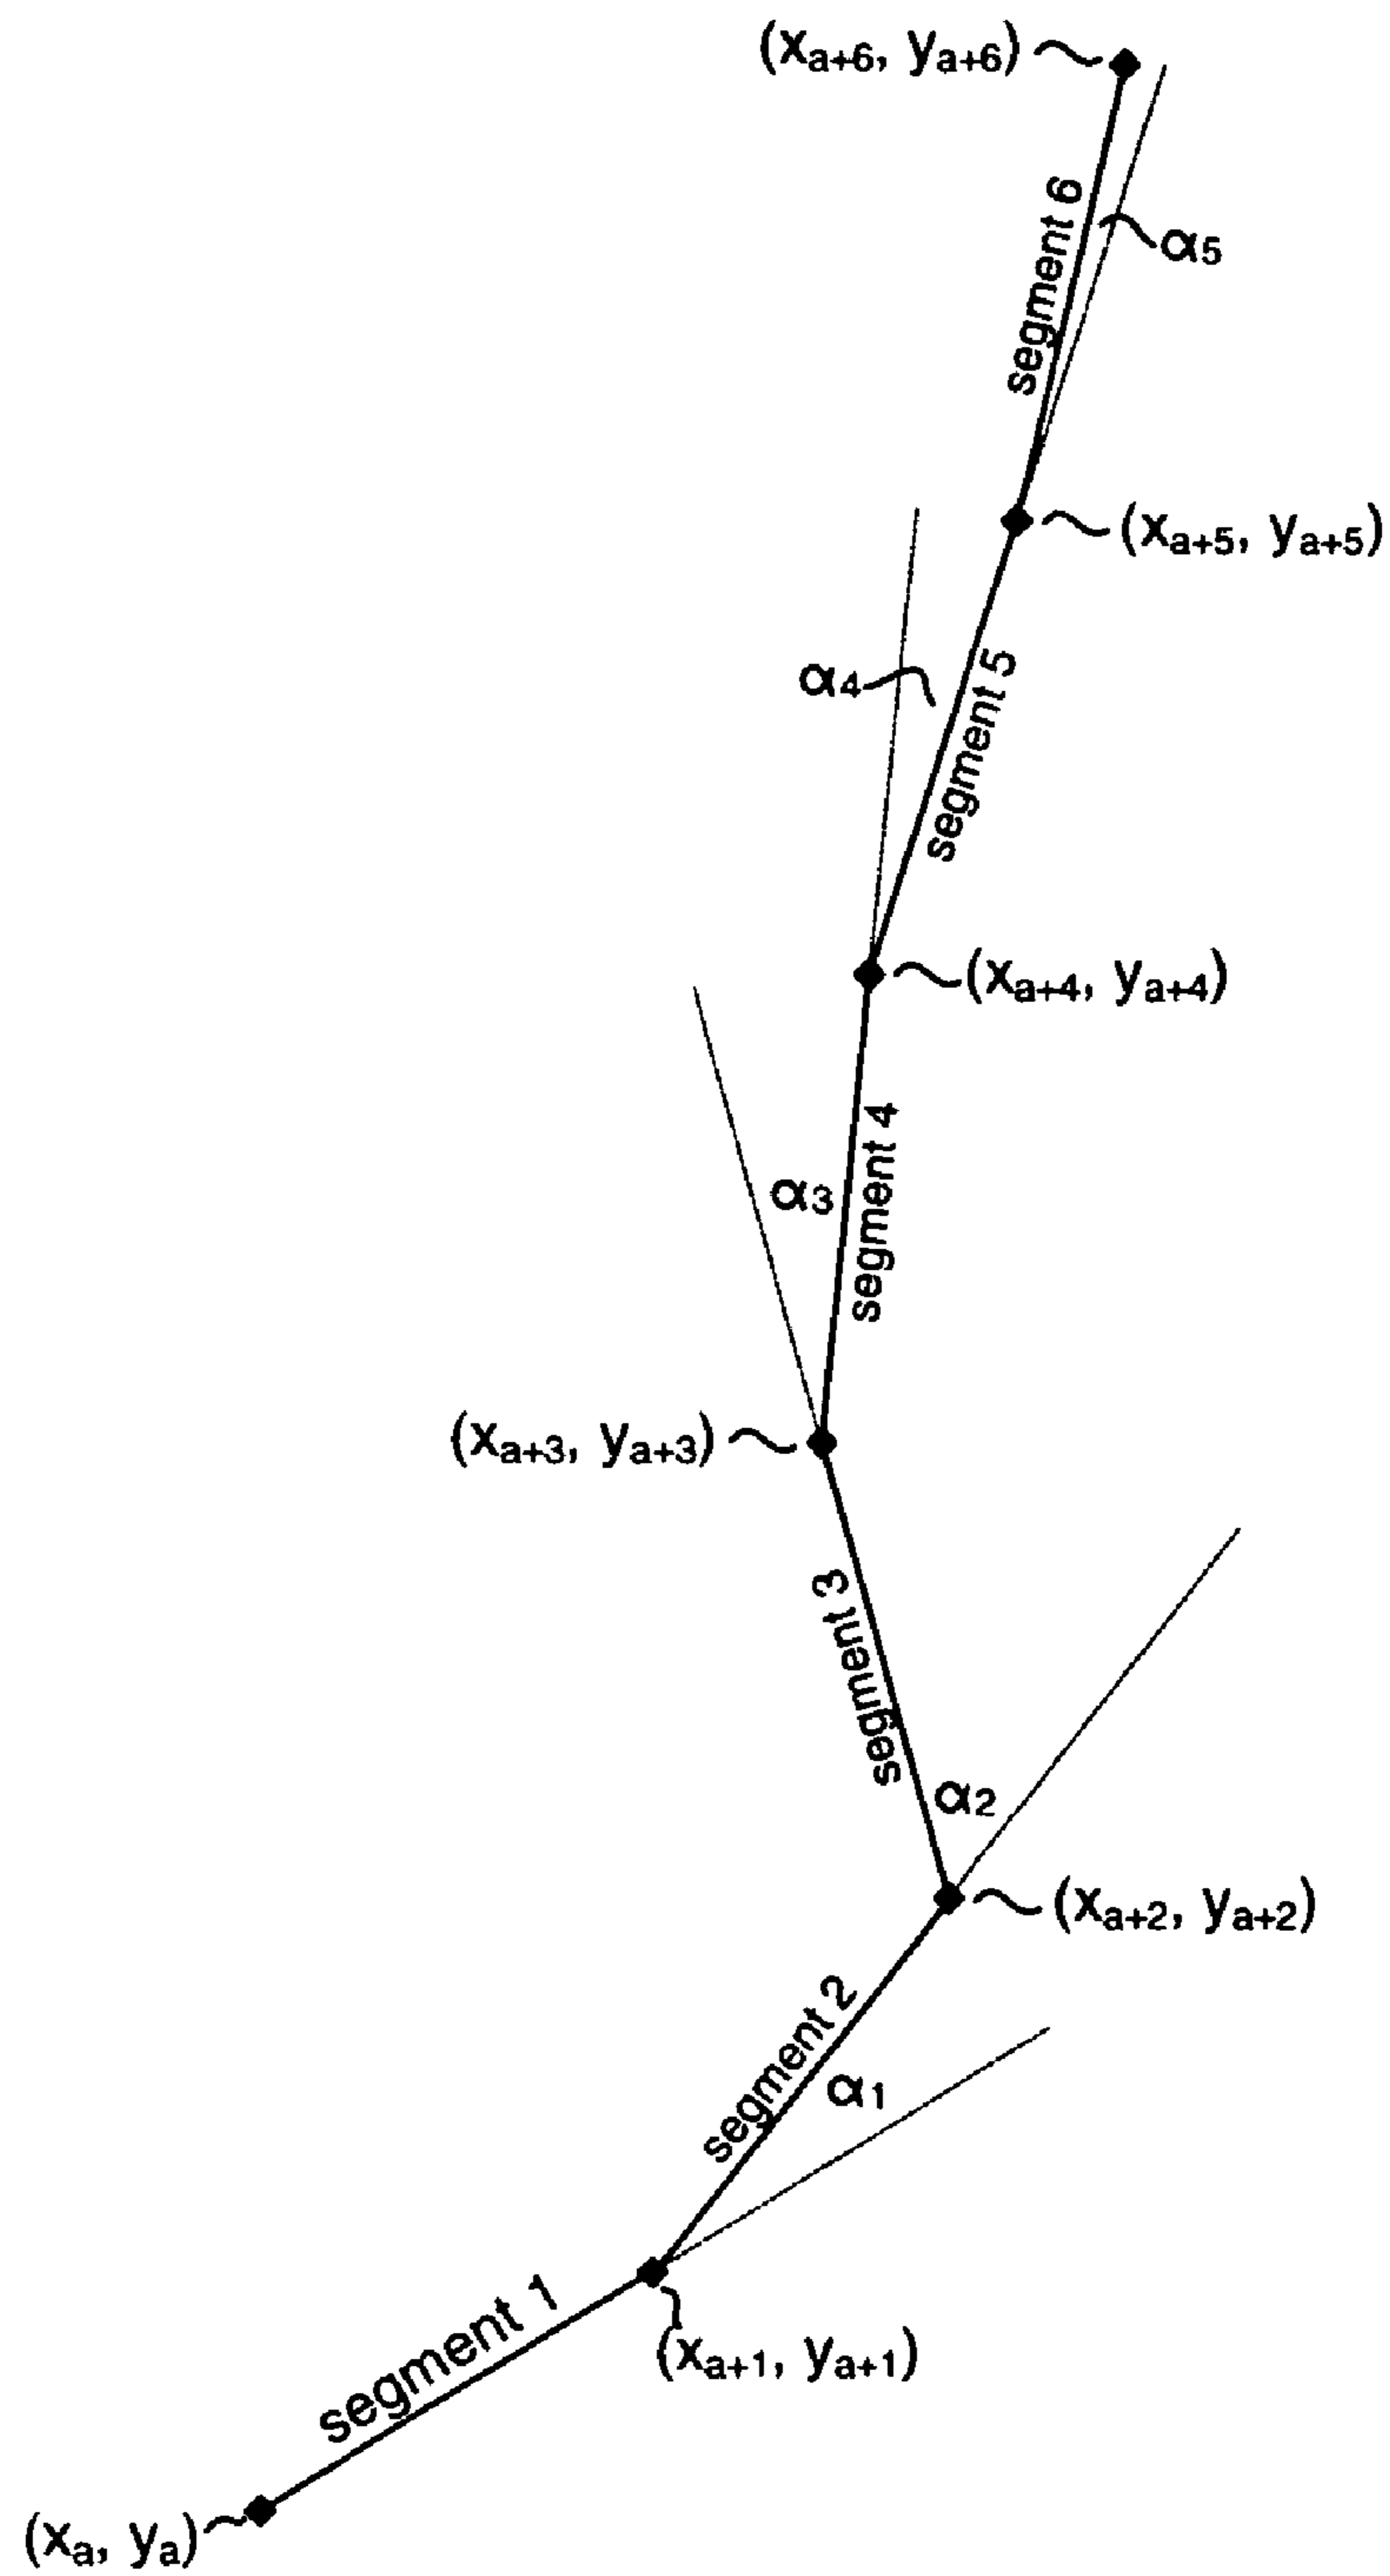 (xₐ₊₆, yₐ₊₆)
segment 6
α₅
(xₐ₊₅, yₐ₊₅)
α₄
segment 5
(xₐ₊₄, yₐ₊₄)
α₃
segment 4
(xₐ₊₃, yₐ₊₃)
segment 3
α₂
(xₐ₊₂, yₐ₊₂)
segment 2
α₁
segment 1
(xₐ₊₁, yₐ₊₁)
(xₐ, yₐ)